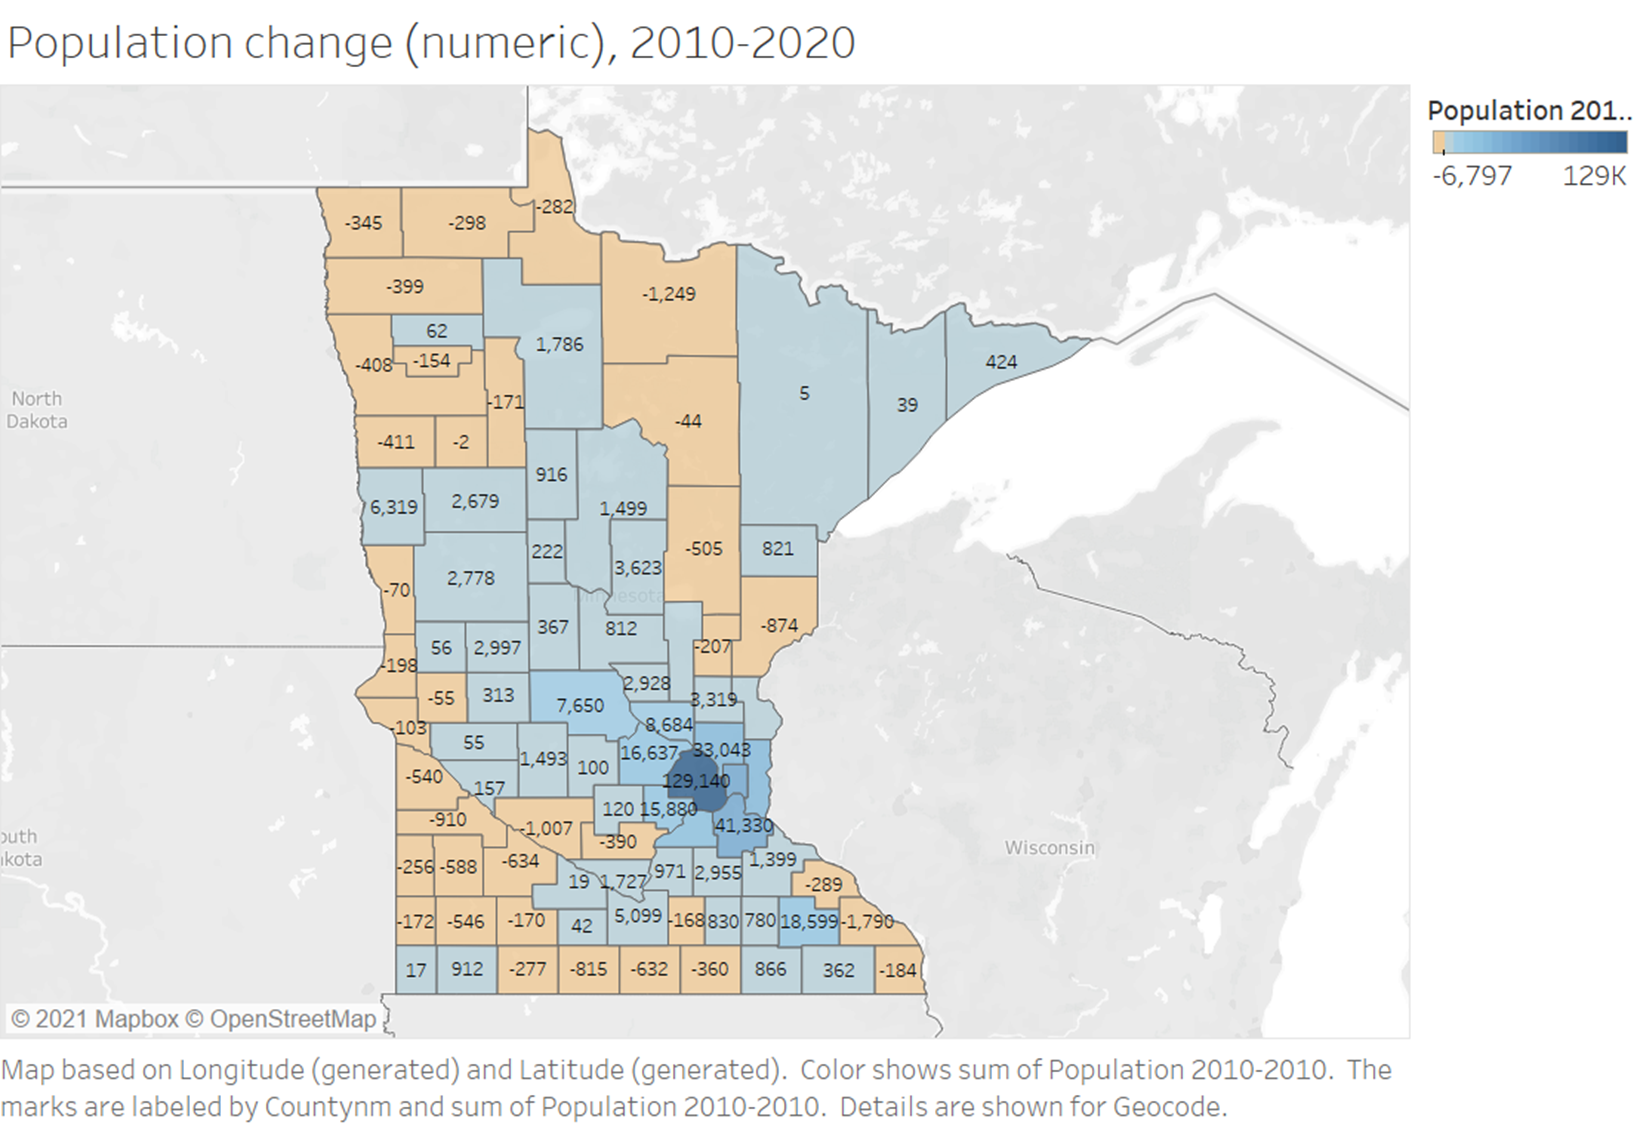 Population change (numeric), 2010-2020
Population 201..
-6,797 129K
-282
-345 -298
-399 -1,249
62 1,786
-408 -154 424
-171 5 39
-44
-411 -2
916
6,319 2,679 1,499
222 -505 821
2,778 3,623
-70
North
Dakota
Minnesota
367 812 -874
56 2,997 -207
-198
-55 313 2,928 3,319
7,650
-103 8,684
55 1,493 16,637 33,043
-540 157 100 129,140
120 15,880
-910 -1,007 41,330
-390
outh
kota
Wisconsin
-256 -588 -634 971 2,955 1,399
19 1,727 -289
-172 -546 -170 42 5,099 -168 830 780 18,599 -1,790
17 912 -277 -815 -632 -360 866 362 -184
© 2021 Mapbox © OpenStreetMap
Map based on Longitude (generated) and Latitude (generated). Color shows sum of Population 2010-2010. The
marks are labeled by Countynm and sum of Population 2010-2010. Details are shown for Geocode.